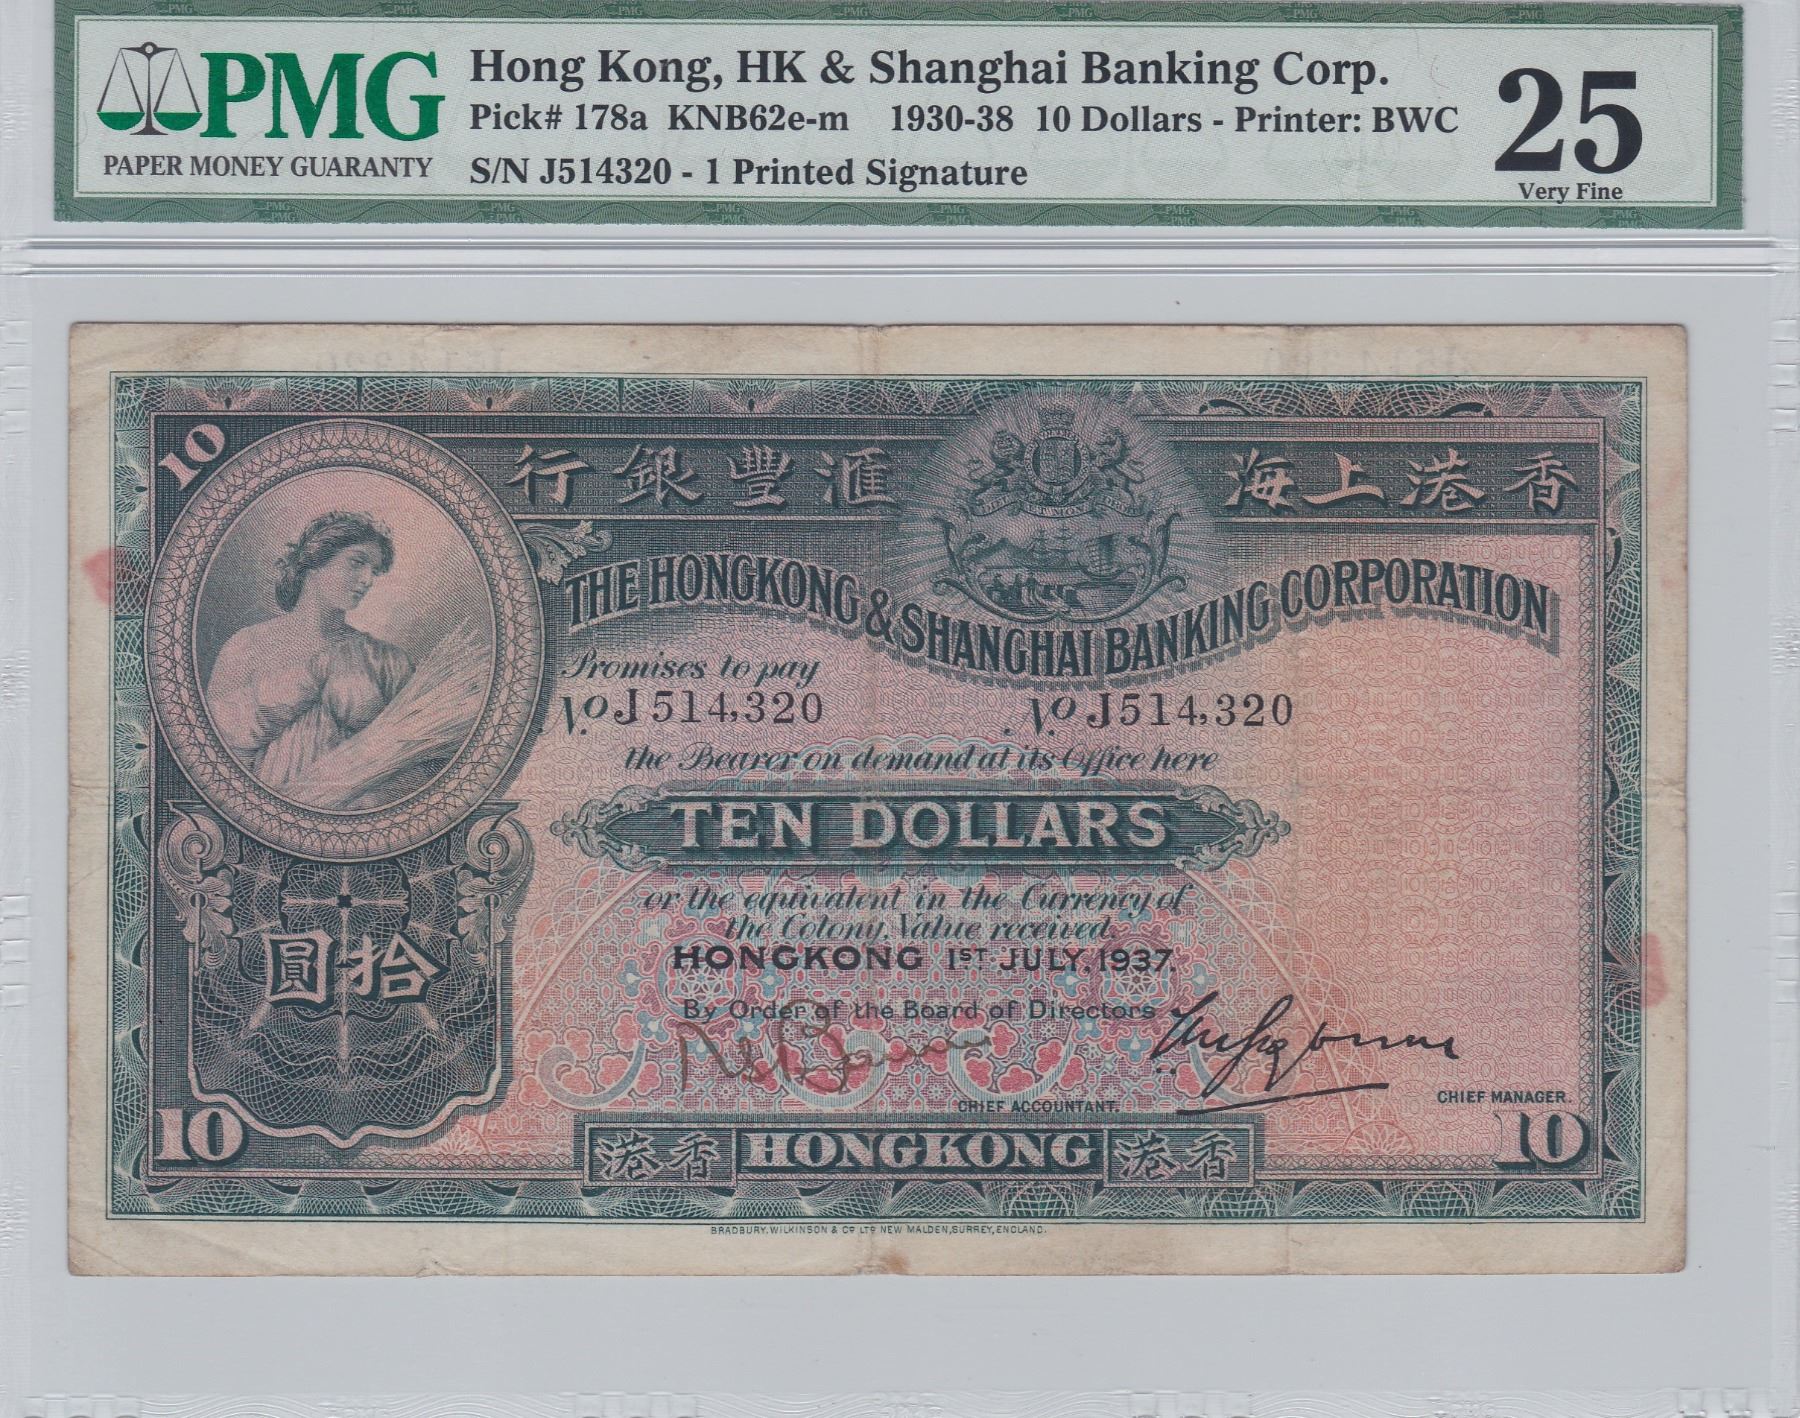 PMG
PAPER MONEY GUARANTY
Hong Kong, HK & Shanghai Banking Corp.
Pick# 178a KNB62e-m 1930-38 10 Dollars - Printer: BWC
S/N J514320 - 1 Printed Signature
25
Very Fine
10
行銀豐滙 海上港香
THE HONGKONG & SHANGHAI BANKING CORPORATION
Promises to pay
No. J514,320 No. J514,320
the Bearer on demand at its Office here
TEN DOLLARS
or the equivalent in the Currency of
the Colony, Value received.
HONGKONG 1ST JULY, 1937.
圓拾
By Order of the Board of Directors
CHIEF ACCOUNTANT.
CHIEF MANAGER.
10
港香 HONGKONG 港香
10
BRADBURY, WILKINSON & CO LTD NEW MALDEN, SURREY, ENGLAND.